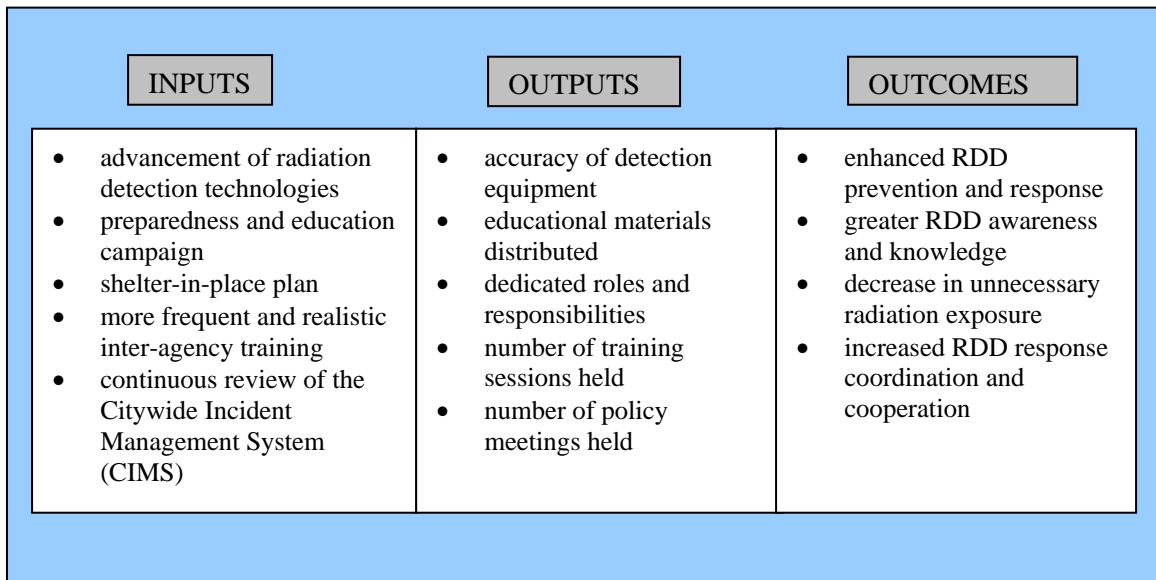 INPUTS
• advancement of radiation
detection technologies
• preparedness and education
campaign
• shelter-in-place plan
• more frequent and realistic
inter-agency training
• continuous review of the
Citywide Incident
Management System
(CIMS)
OUTPUTS
• accuracy of detection
equipment
• educational materials
distributed
• dedicated roles and
responsibilities
• number of training
sessions held
• number of policy
meetings held
OUTCOMES
• enhanced RDD
prevention and response
• greater RDD awareness
and knowledge
• decrease in unnecessary
radiation exposure
• increased RDD response
coordination and
cooperation